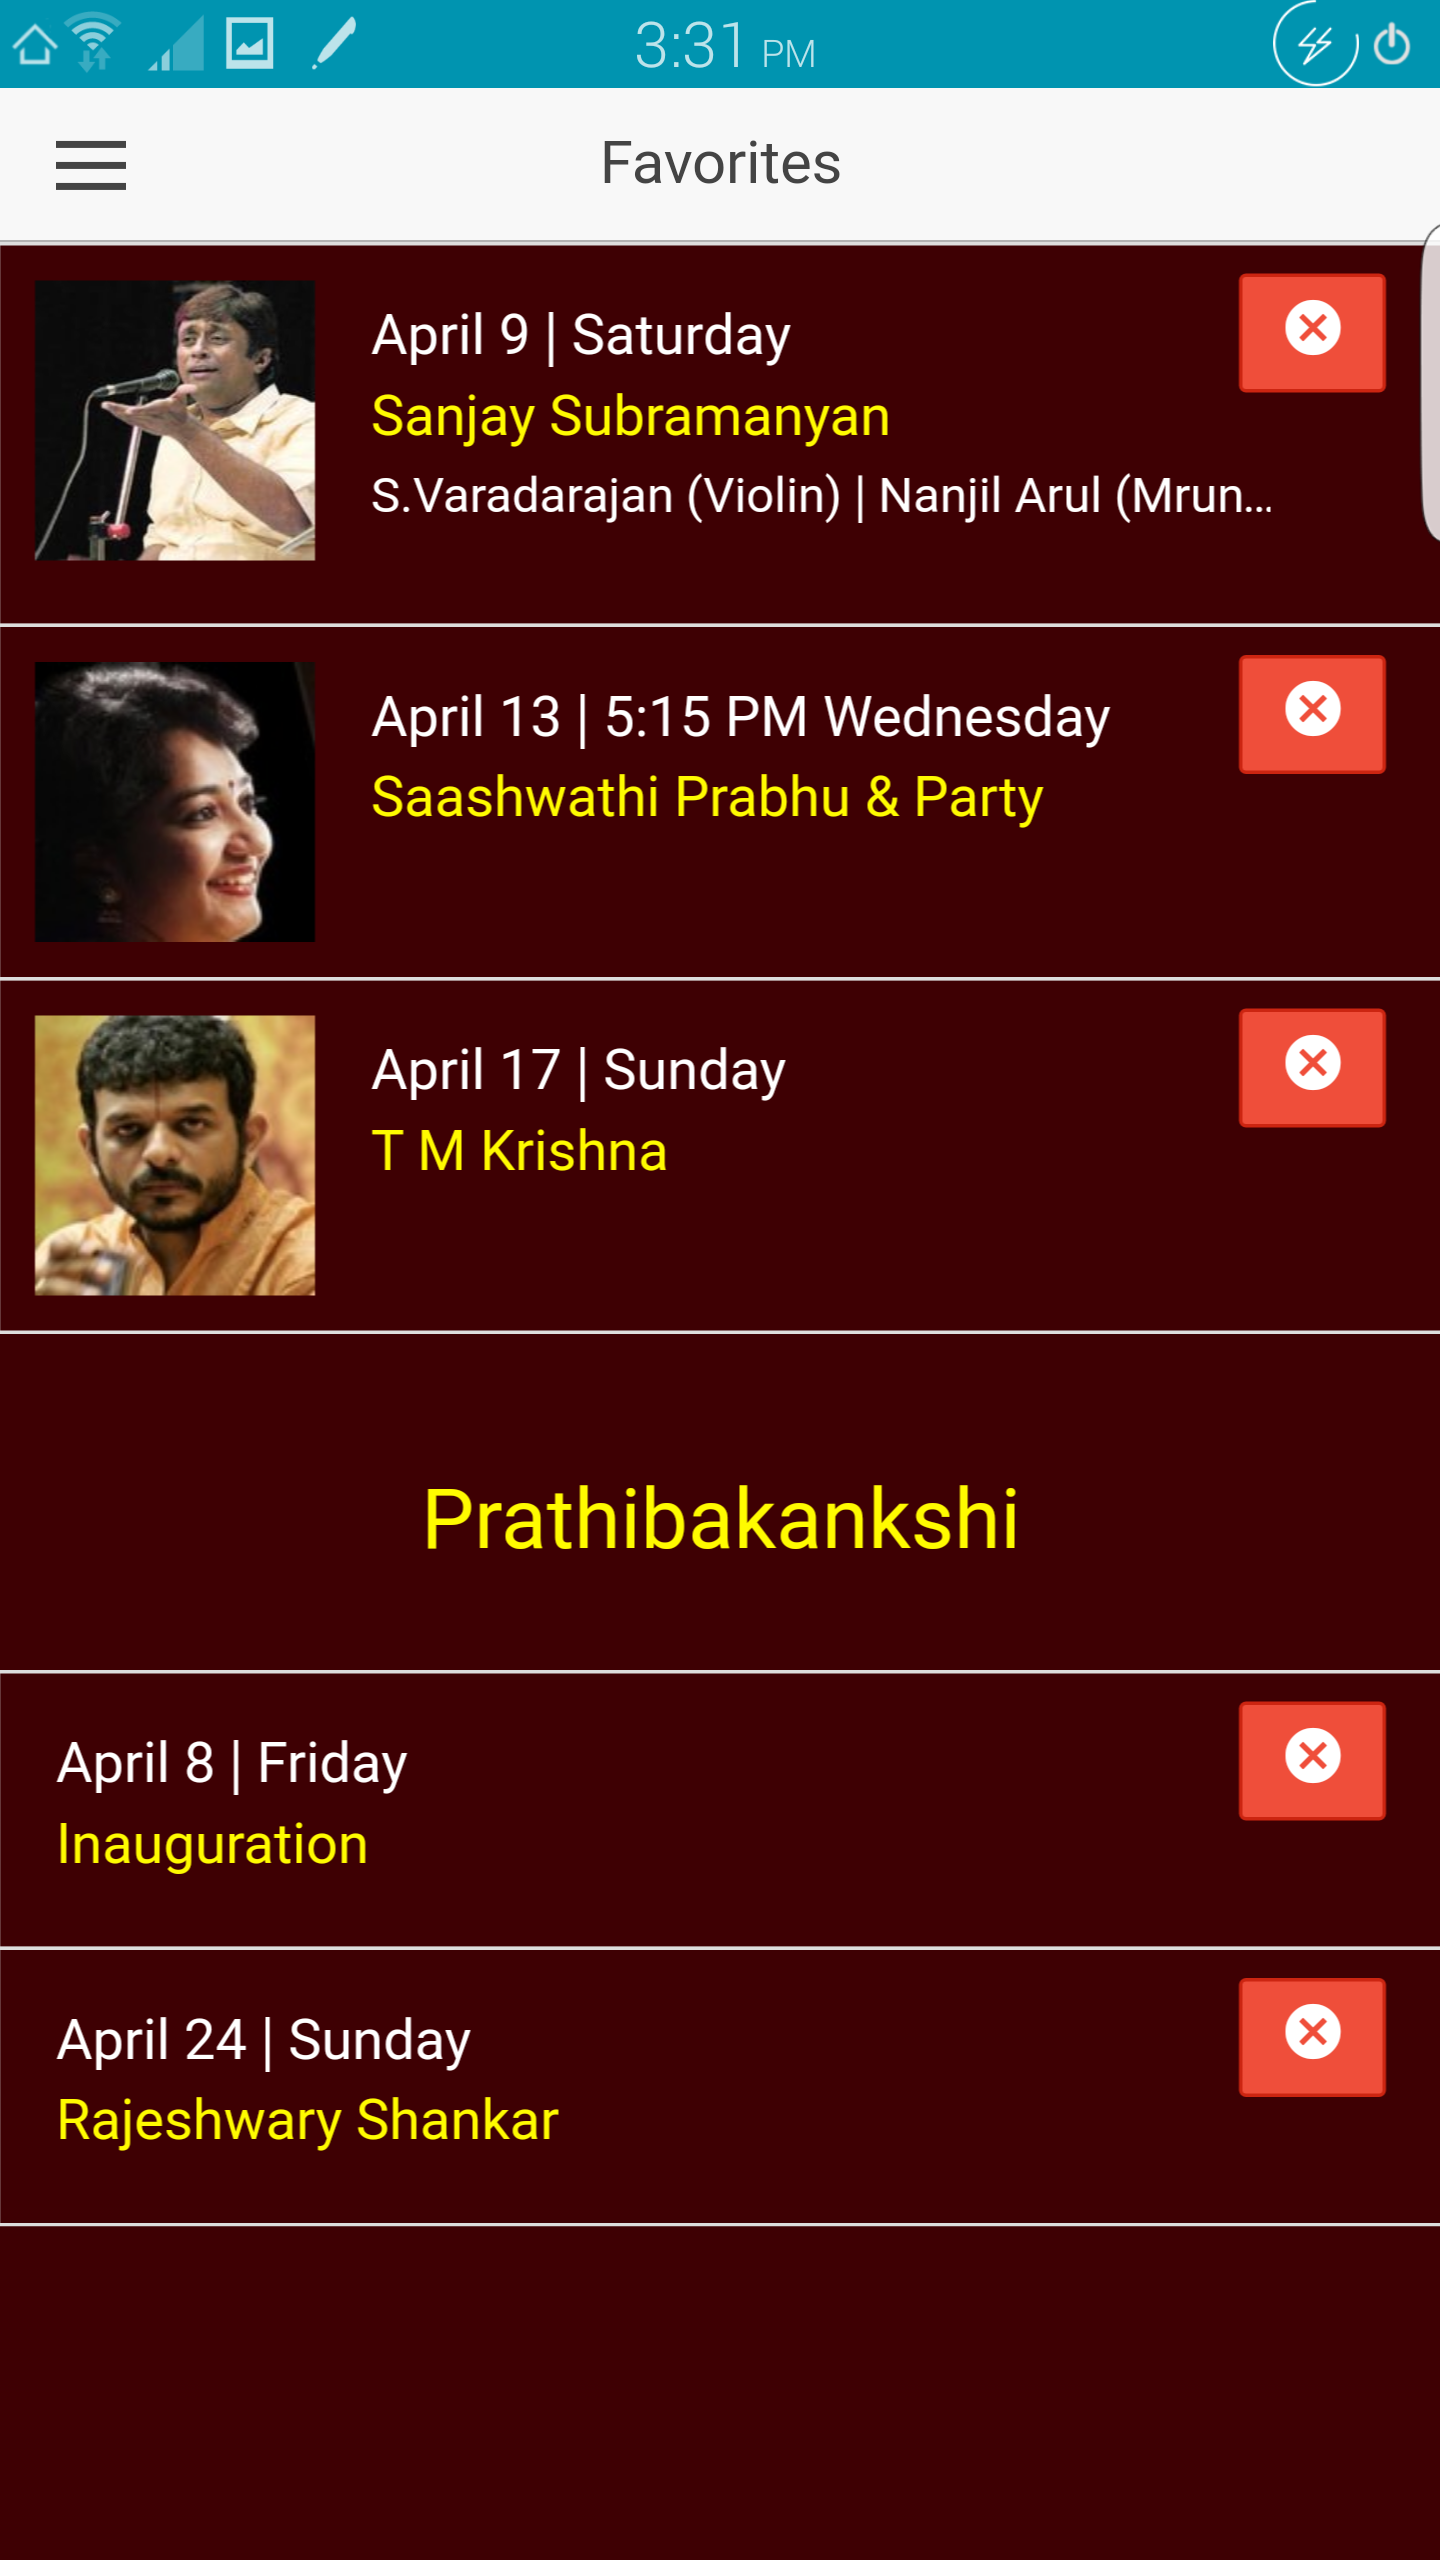 3:31 PM
Favorites
April 9 | Saturday
Sanjay Subramanyan
S.Varadarajan (Violin) | Nanjil Arul (Mrun...
April 13 | 5:15 PM Wednesday
Saashwathi Prabhu & Party
April 17 | Sunday
T M Krishna
Prathibakankshi
April 8 | Friday
Inauguration
April 24 | Sunday
Rajeshwary Shankar